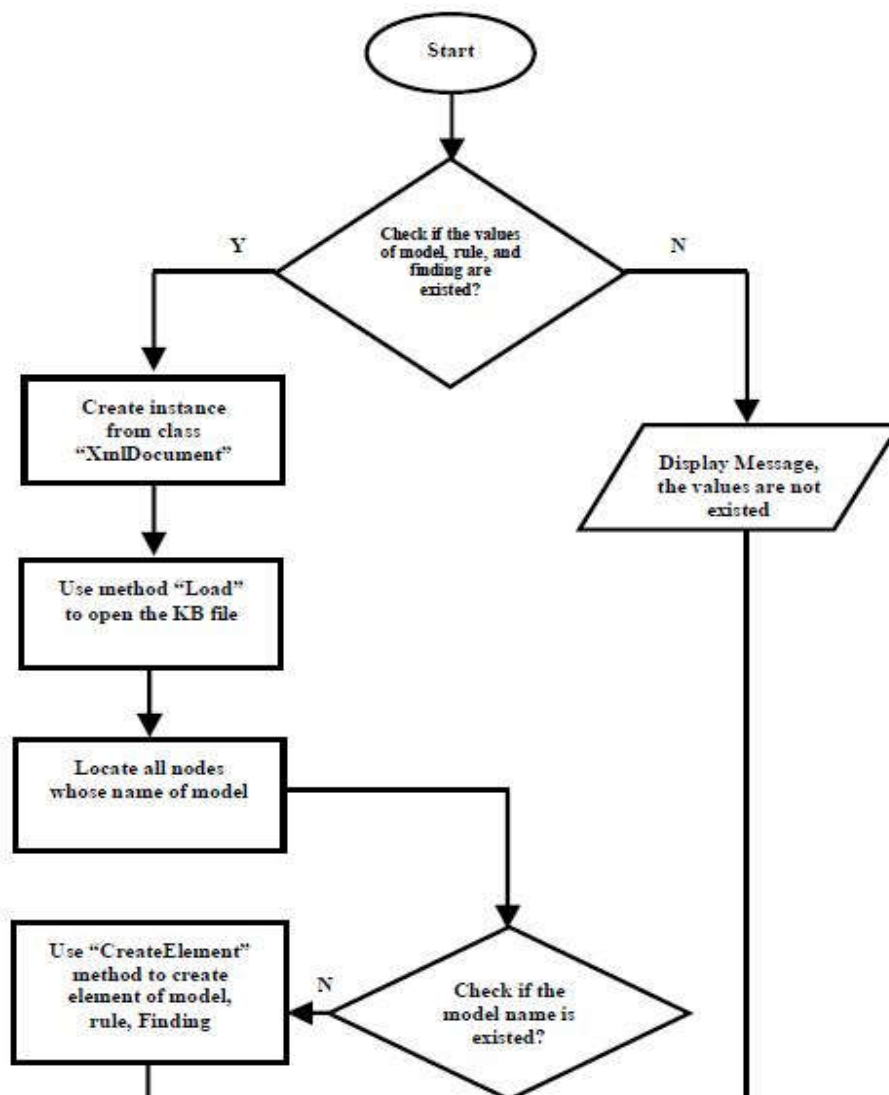 Start
Check if the values
of model, rule, and
finding are
existed?
Y
N
Create instance
from class
“XmlDocument”
Display Message,
the values are not
existed
Use method “Load”
to open the KB file
Locate all nodes
whose name of model
Use “CreateElement”
method to create
element of model,
rule, Finding
N
Check if the
model name is
existed?